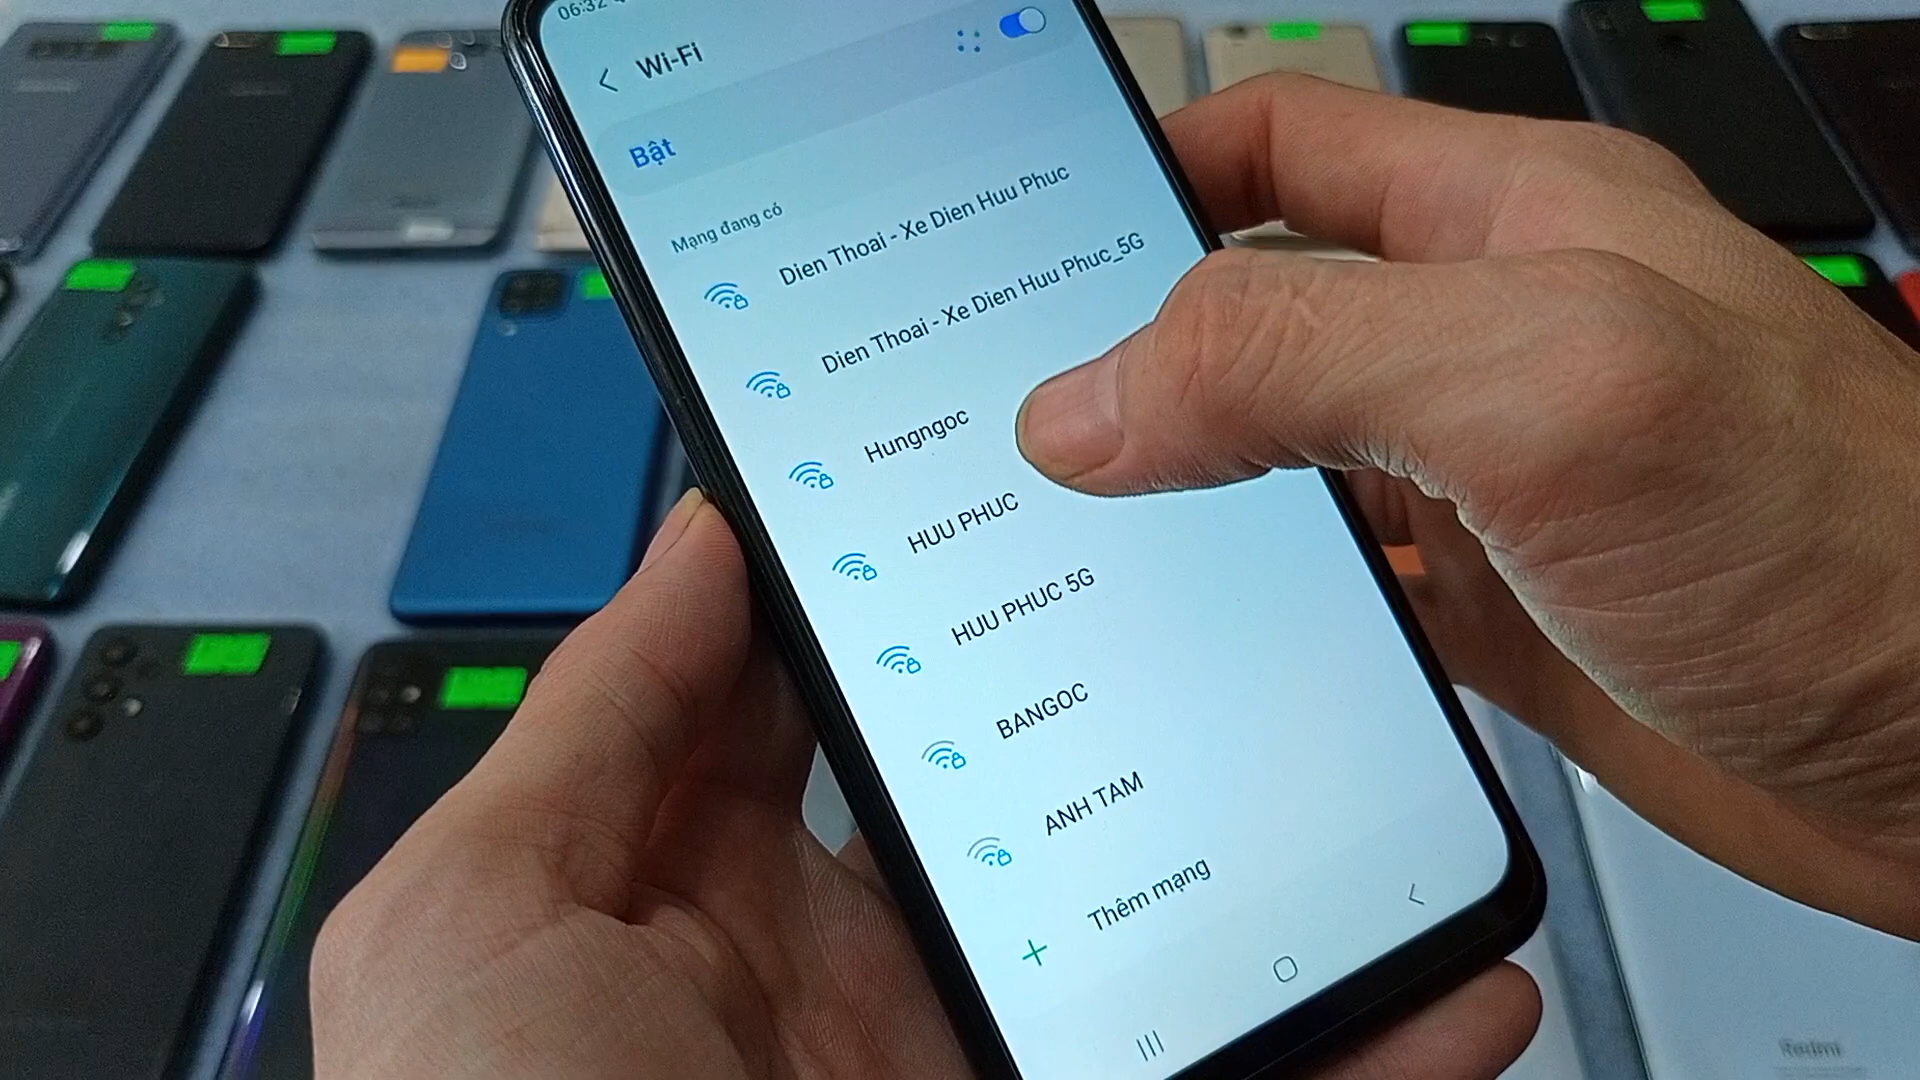 06:32
Wi-Fi
Bật
Mạng đang có
Dien Thoai - Xe Dien Huu Phuc
Dien Thoai - Xe Dien Huu Phuc_5G
Hungngoc
HUU PHUC
HUU PHUC 5G
BANGOC
ANH TAM
Thêm mạng
Redmi